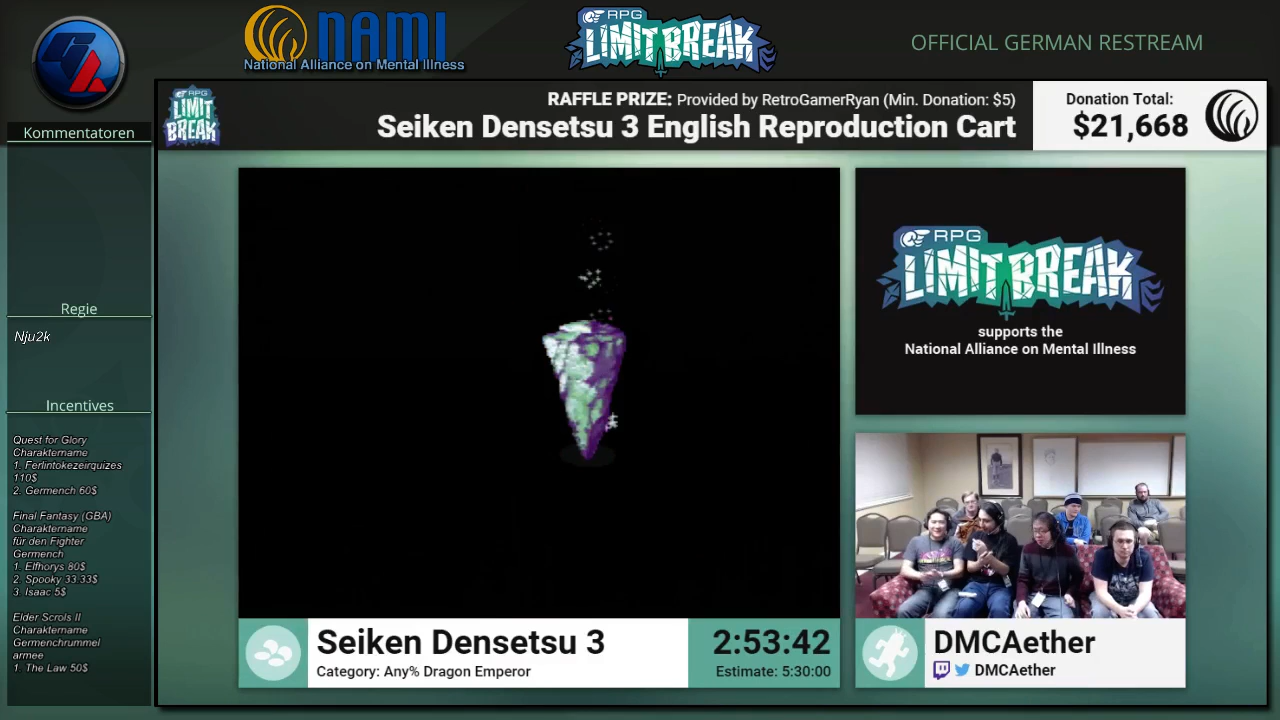 NAMI
National Alliance on Mental Illness
RPG
LIMIT BREAK
OFFICIAL GERMAN RESTREAM
Kommentatoren
Regie
Nju2k
Incentives
Quest for Glory
Charaktername
1. Ferlintokezeirquizes
110$
2. Germench 60$
Final Fantasy (GBA)
Charaktername
für den Fighter
Germench
1. Elfhorys 80$
2. Spooky 33.33$
3. Isaac 5$
Elder Scrolls II
Charaktername
Germenchrummel
armee
1. The Law 50$
RPG
LIMIT
BREAK
RAFFLE PRIZE: Provided by RetroGamerRyan (Min. Donation: $5)
Seiken Densetsu 3 English Reproduction Cart
Donation Total:
$21,668
RPG
LIMIT BREAK
supports the
National Alliance on Mental Illness
Seiken Densetsu 3
Category: Any% Dragon Emperor
2:53:42
Estimate: 5:30:00
DMCAether
DMCAether